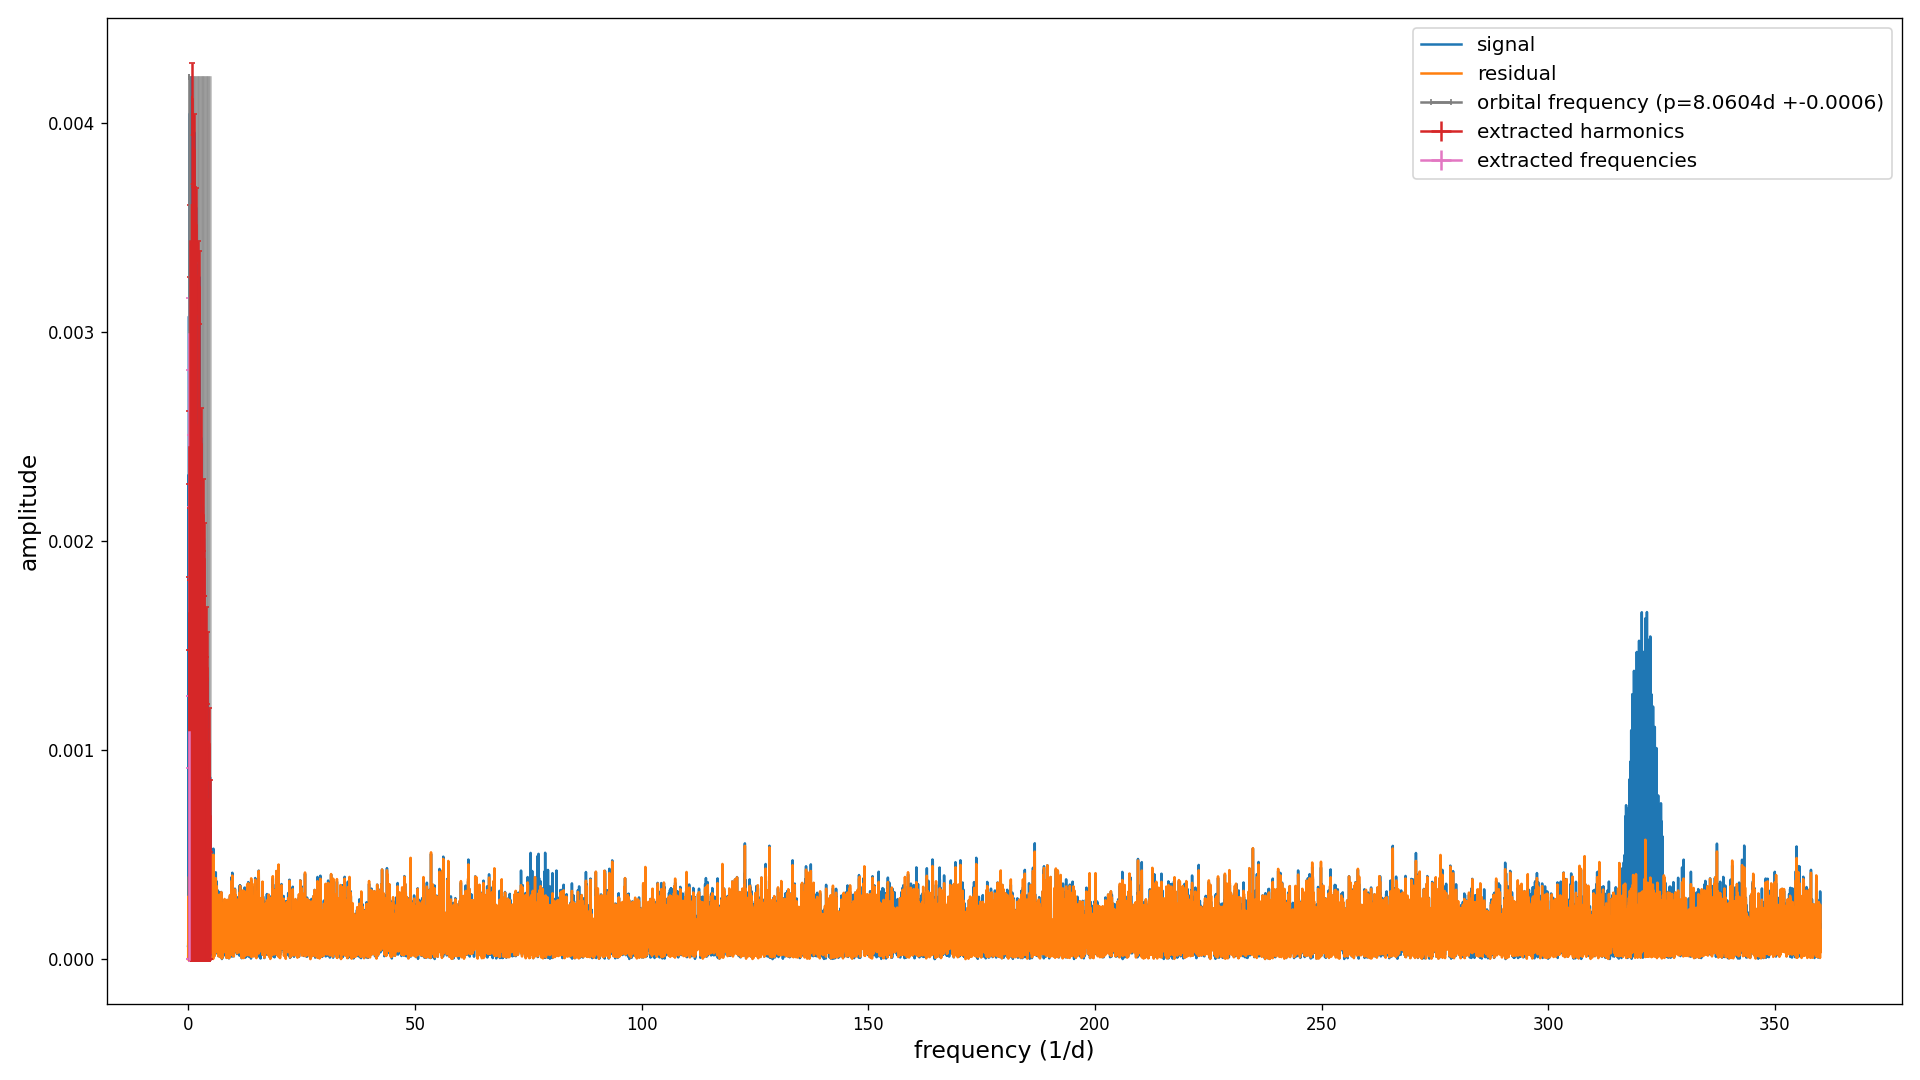 signal
residual
orbital frequency (p=8.0604d +-0.0006)
extracted harmonics
extracted frequencies
0.004
0.003
0.002
0.001
0.000
amplitude
0 50 100 150 200 250 300 350
frequency (1/d)